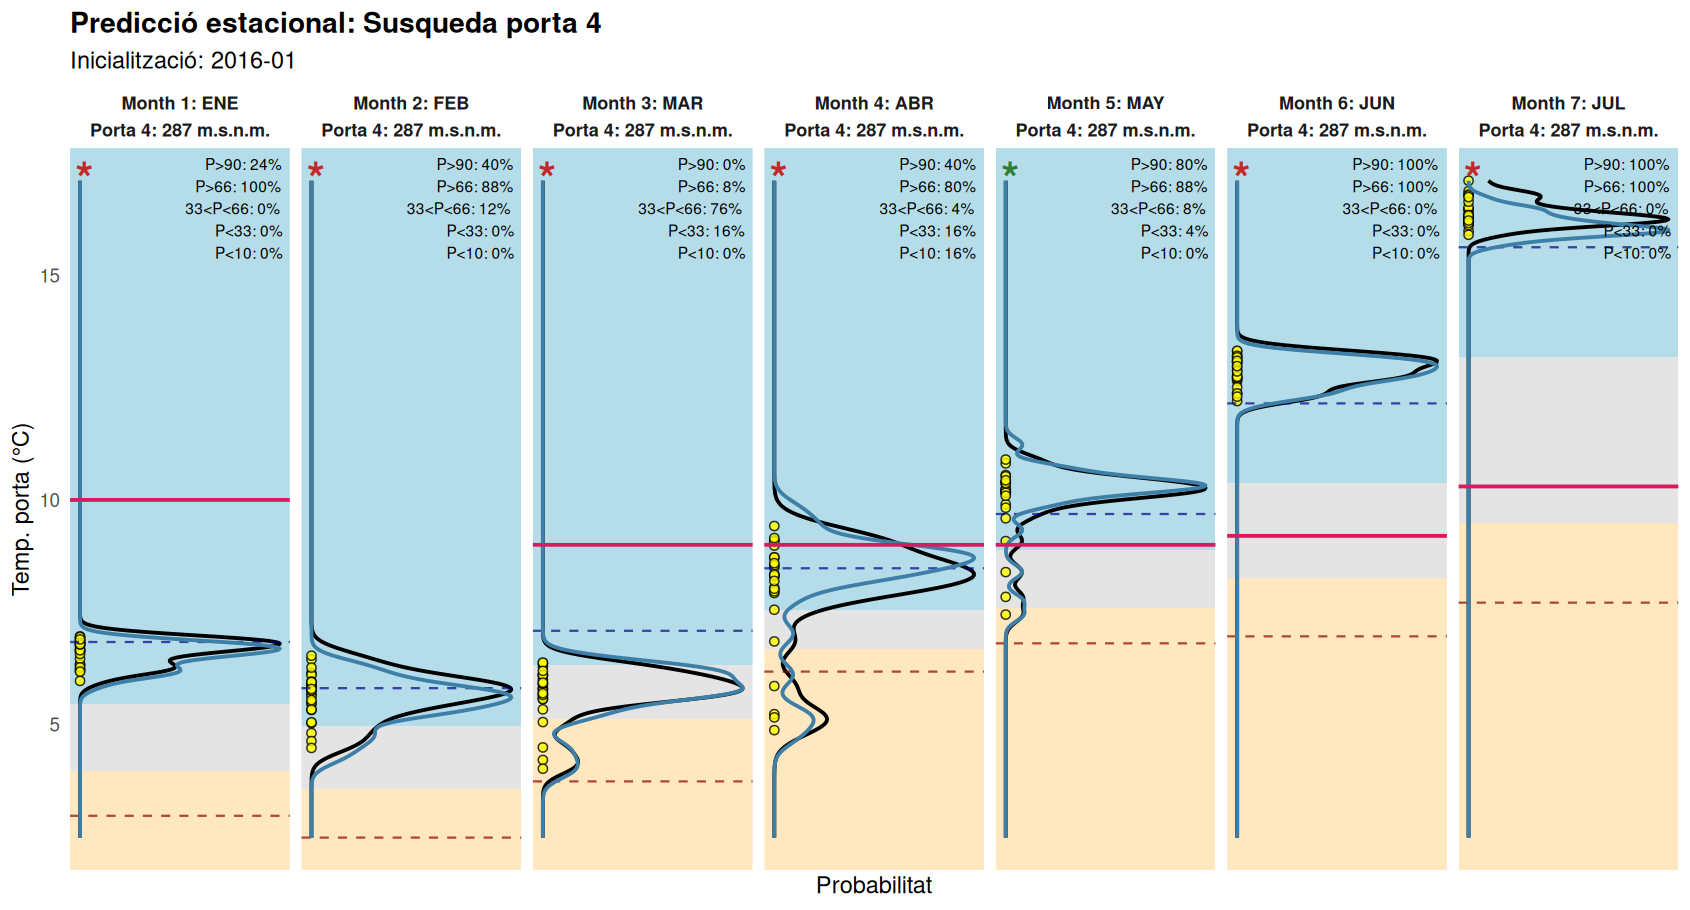 Predicció estacional: Susqueda porta 4
Inicialització: 2016-01
Month 1: ENE
Porta 4: 287 m.s.n.m.
Month 2: FEB
Porta 4: 287 m.s.n.m.
Month 3: MAR
Porta 4: 287 m.s.n.m.
Month 4: ABR
Porta 4: 287 m.s.n.m.
Month 5: MAY
Porta 4: 287 m.s.n.m.
Month 6: JUN
Porta 4: 287 m.s.n.m.
Month 7: JUL
Porta 4: 287 m.s.n.m.
*
P>90: 24%
P>66: 100%
33<P<66: 0%
P<33: 0%
P<10: 0%
*
P>90: 40%
P>66: 88%
33<P<66: 12%
P<33: 0%
P<10: 0%
*
P>90: 0%
P>66: 8%
33<P<66: 76%
P<33: 16%
P<10: 0%
*
P>90: 40%
P>66: 80%
33<P<66: 4%
P<33: 16%
P<10: 16%
*
P>90: 80%
P>66: 88%
33<P<66: 8%
P<33: 4%
P<10: 0%
*
P>90: 100%
P>66: 100%
33<P<66: 0%
P<33: 0%
P<10: 0%
*
P>90: 100%
P>66: 100%
33<P<66: 0%
P<33: 0%
P<10: 0%
15
10
5
Temp. porta (°C)
Probabilitat